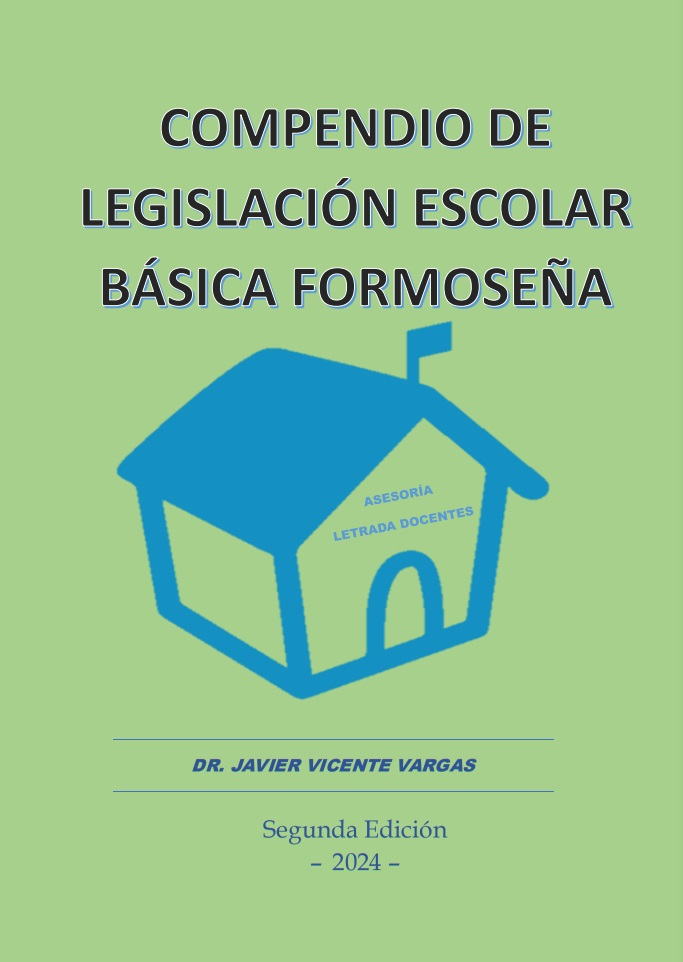 COMPENDIO DE
LEGISLACIÓN ESCOLAR
BÁSICA FORMOSEÑA
ASESORÍA
LETRADA DOCENTES
DR. JAVIER VICENTE VARGAS
Segunda Edición
– 2024 –